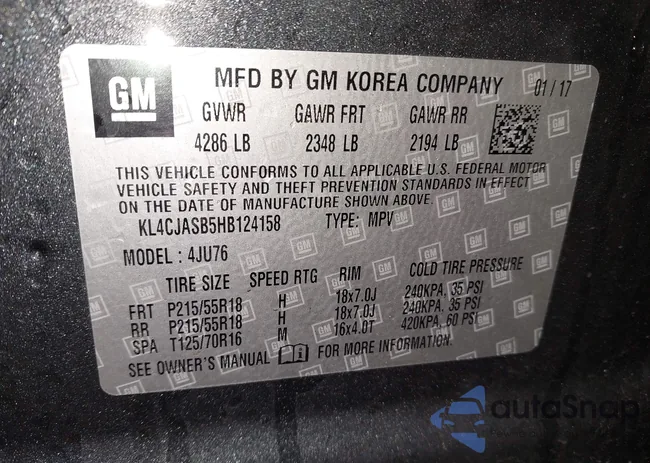 GM
MFD BY GM KOREA COMPANY 01/17
GVWR GAWR FRT GAWR RR
4286 LB 2348 LB 2194 LB
THIS VEHICLE CONFORMS TO ALL APPLICABLE U.S. FEDERAL MOTOR
VEHICLE SAFETY AND THEFT PREVENTION STANDARDS IN EFFECT
ON THE DATE OF MANUFACTURE SHOWN ABOVE.
KL4CJASB5HB124158 TYPE: MPV
MODEL : 4JU76
TIRE SIZE SPEED RTG RIM COLD TIRE PRESSURE
FRT P215/55R18 H 18x7.0J 240KPA, 35 PSI
RR P215/55R18 H 18x7.0J 240KPA, 35 PSI
SPA T125/70R16 M 16x4.0T 420KPA, 60 PSI
SEE OWNER'S MANUAL FOR MORE INFORMATION.
autoSnap